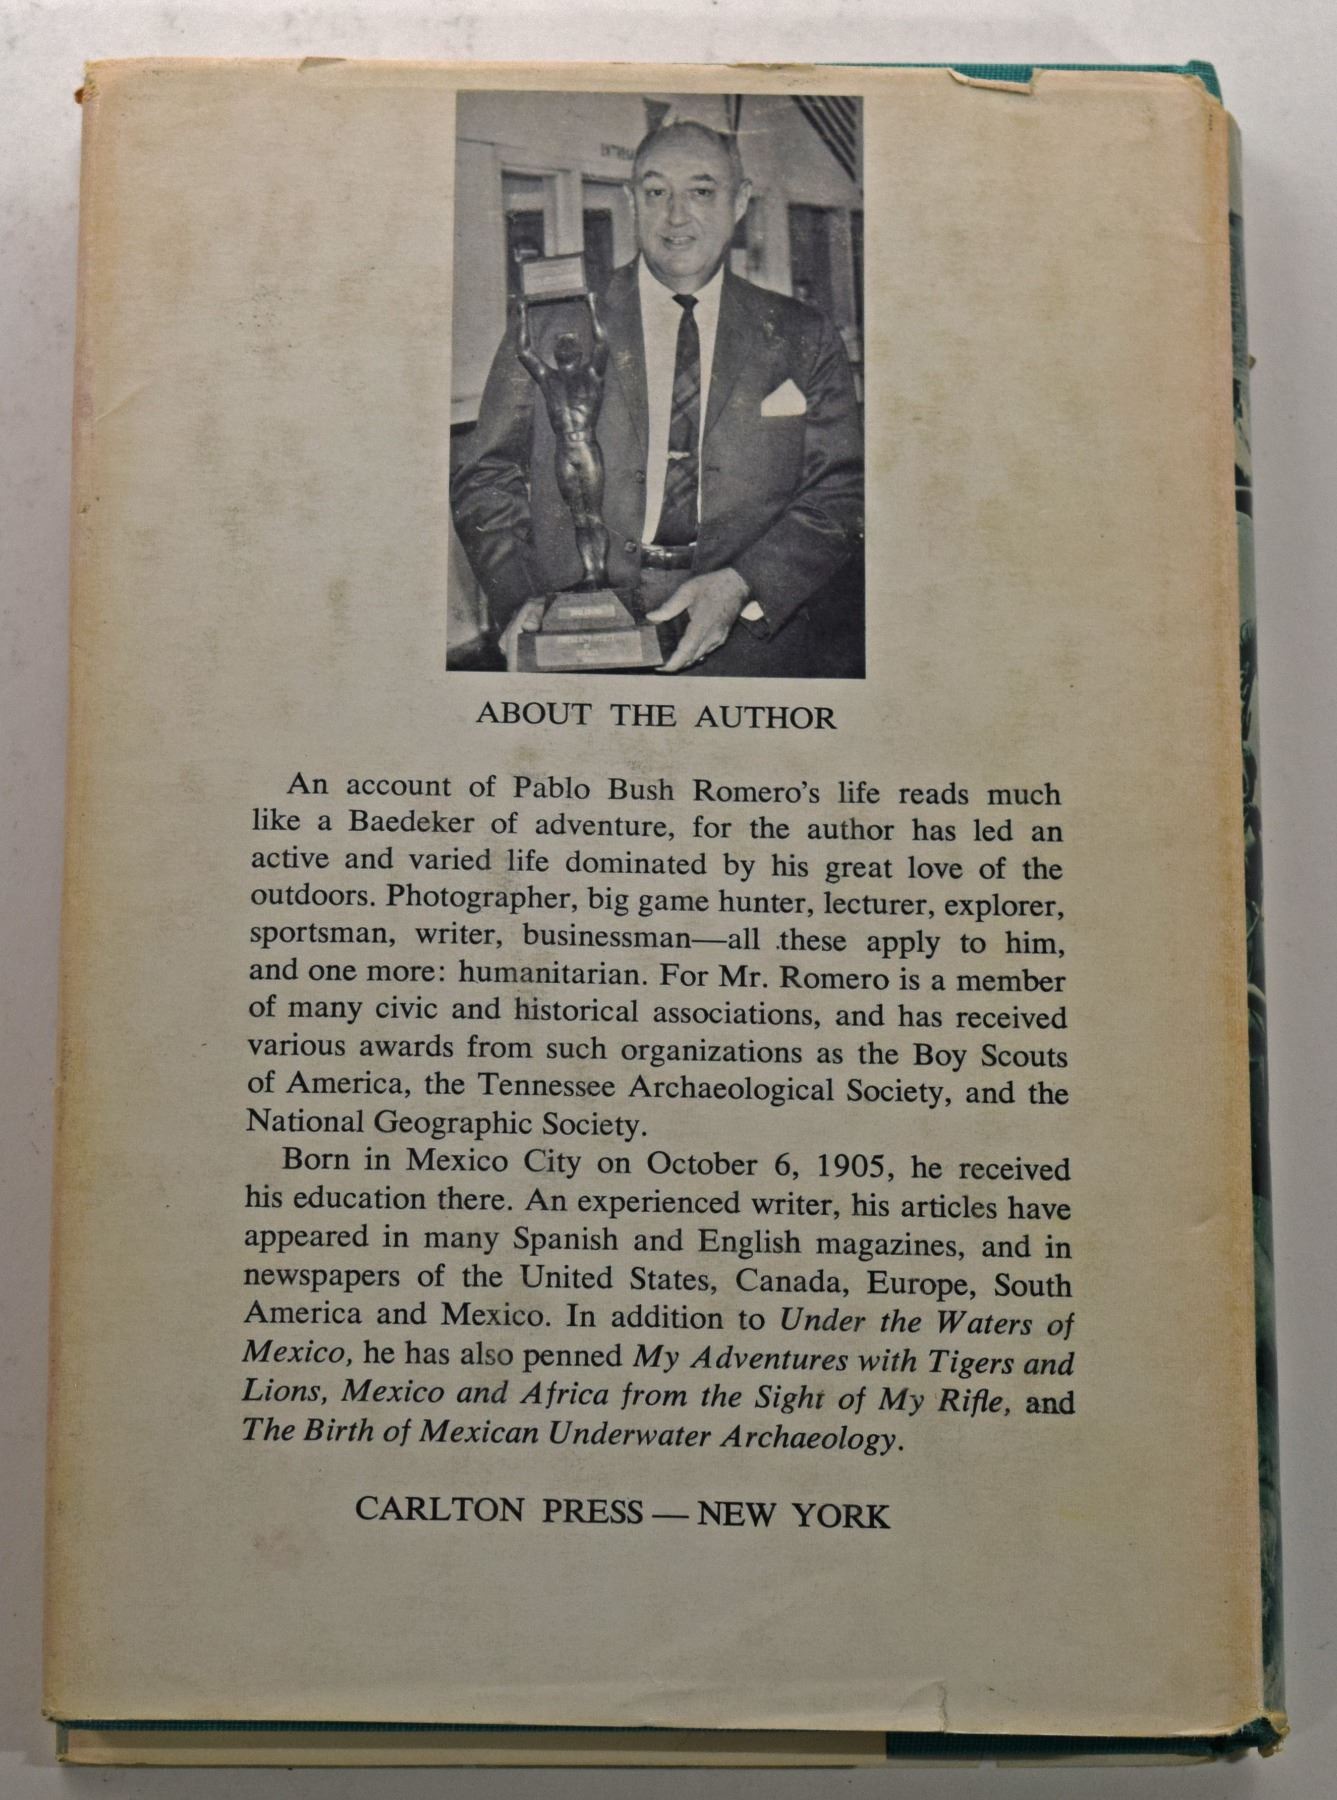 ABOUT THE AUTHOR
An account of Pablo Bush Romero's life reads much
like a Baedeker of adventure, for the author has led an
active and varied life dominated by his great love of the
outdoors. Photographer, big game hunter, lecturer, explorer,
sportsman, writer, businessman—all these apply to him,
and one more: humanitarian. For Mr. Romero is a member
of many civic and historical associations, and has received
various awards from such organizations as the Boy Scouts
of America, the Tennessee Archaeological Society, and the
National Geographic Society.
Born in Mexico City on October 6, 1905, he received
his education there. An experienced writer, his articles have
appeared in many Spanish and English magazines, and in
newspapers of the United States, Canada, Europe, South
America and Mexico. In addition to Under the Waters of
Mexico, he has also penned My Adventures with Tigers and
Lions, Mexico and Africa from the Sight of My Rifle, and
The Birth of Mexican Underwater Archaeology.
CARLTON PRESS — NEW YORK